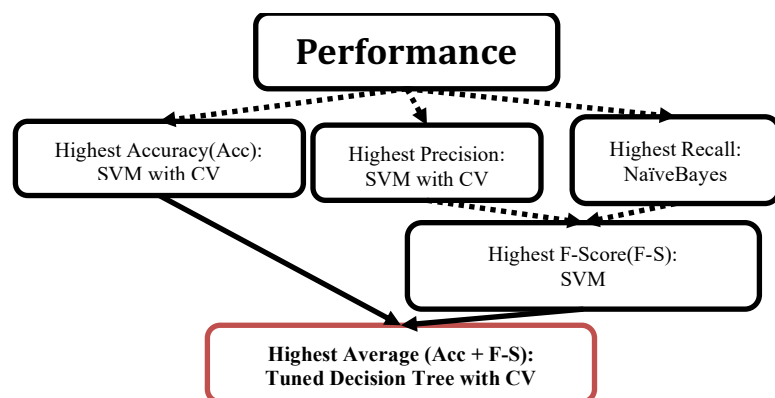 Performance
Highest Accuracy(Acc):
SVM with CV
Highest Precision:
SVM with CV
Highest Recall:
NaïveBayes
Highest F-Score(F-S):
SVM
Highest Average (Acc + F-S):
Tuned Decision Tree with CV